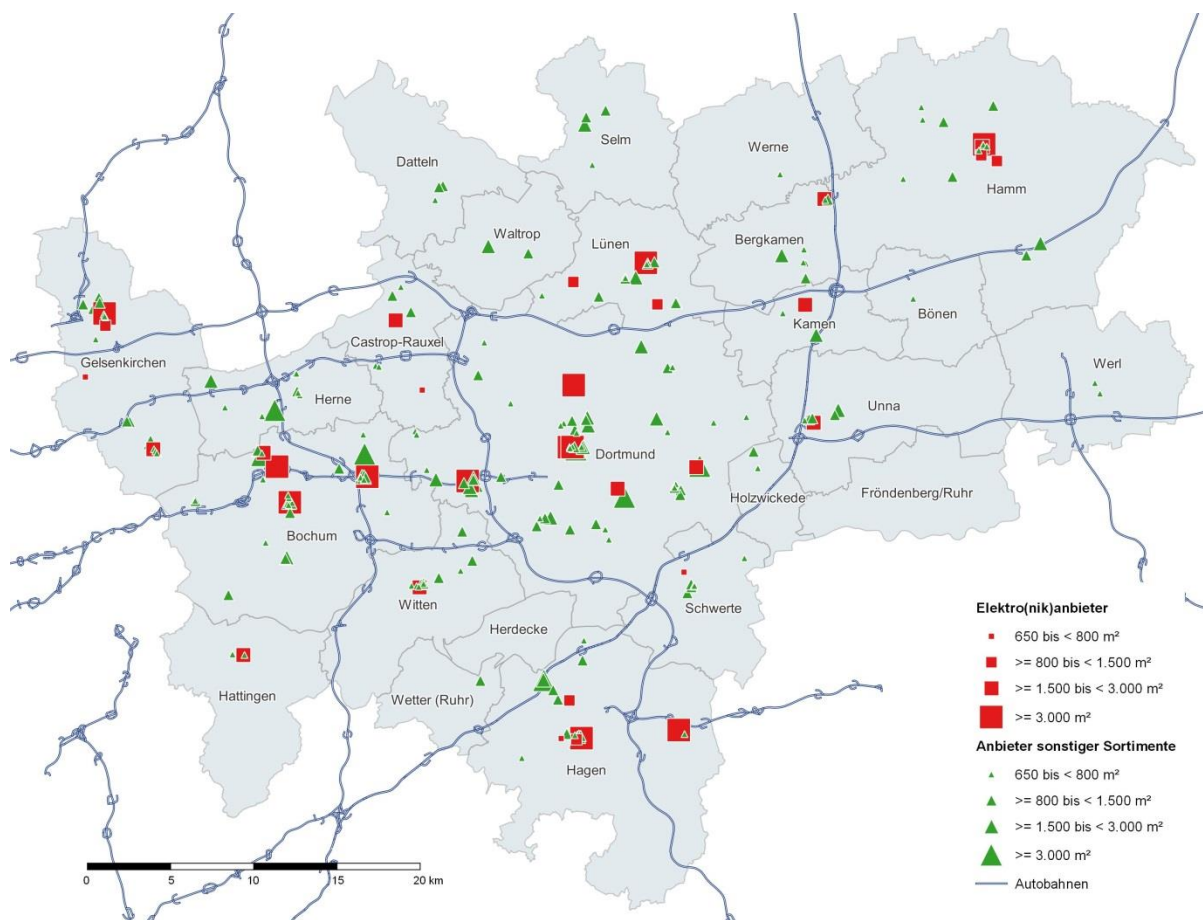 Selm
Werne
Datteln
Hamm
Waltrop
Lünen
Bergkamen
Bönen
Kamen
Castrop-Rauxel
Gelsenkirchen
Werl
Herne
Unna
Dortmund
Holzwickede
Fröndenberg/Ruhr
Bochum
Witten
Schwerte
Herdecke
Hattingen
Wetter (Ruhr)
Hagen
Elektro(nik)anbieter
650 bis < 800 m²
>= 800 bis < 1.500 m²
>= 1.500 bis < 3.000 m²
>= 3.000 m²
Anbieter sonstiger Sortimente
650 bis < 800 m²
>= 800 bis < 1.500 m²
>= 1.500 bis < 3.000 m²
>= 3.000 m²
Autobahnen
0 5 10 15 20 km